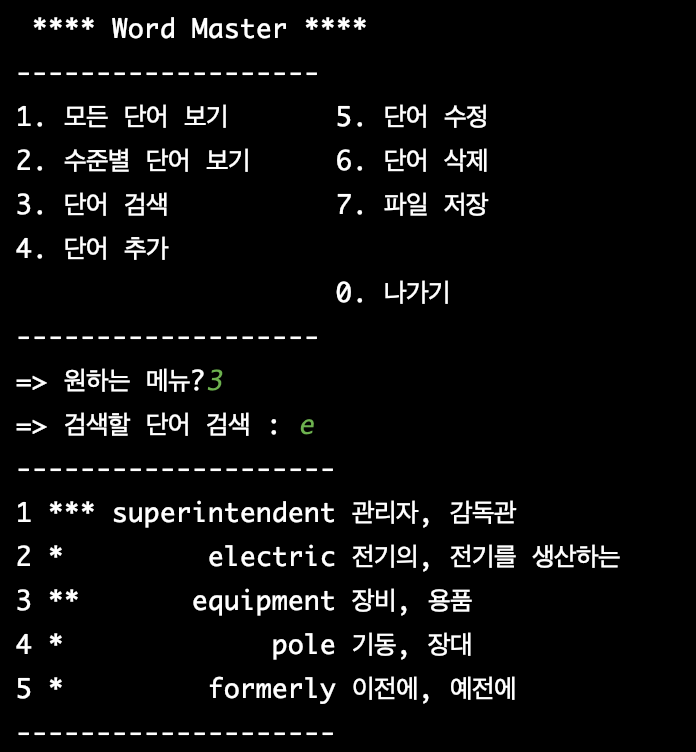 **** Word Master ****
-------------------
1. 모든 단어 보기 5. 단어 수정
2. 수준별 단어 보기 6. 단어 삭제
3. 단어 검색 7. 파일 저장
4. 단어 추가
0. 나가기
-------------------
=> 원하는 메뉴?3
=> 검색할 단어 검색 : e
--------------------
1 *** superintendent 관리자, 감독관
2 * electric 전기의, 전기를 생산하는
3 ** equipment 장비, 용품
4 * pole 기동, 장대
5 * formerly 이전에, 예전에
--------------------